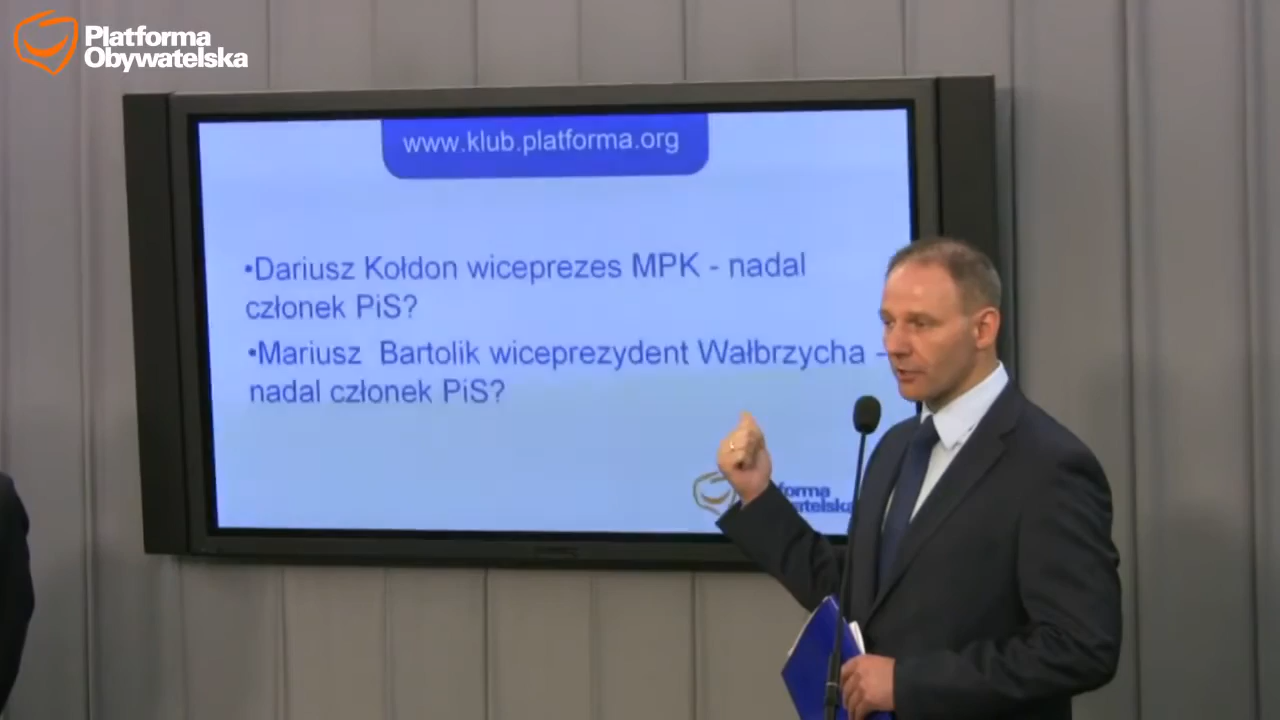 Platforma
Obywatelska
www.klub.platforma.org
•Dariusz Kołdon wiceprezes MPK - nadal
członek PiS?
•Mariusz Bartolik wiceprezydent Wałbrzycha -
nadal członek PiS?